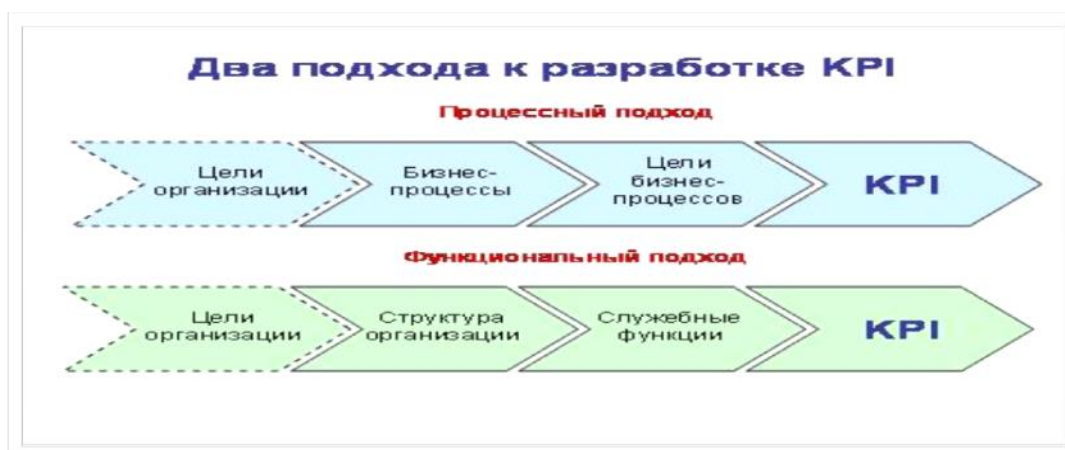 Два подхода к разработке KPI
Процессный подход
Цели
организации
Бизнес-
процессы
Цели
бизнес-
процессов
KPI
Функциональный подход
Цели
организации
Структура
организации
Служебные
функции
KPI